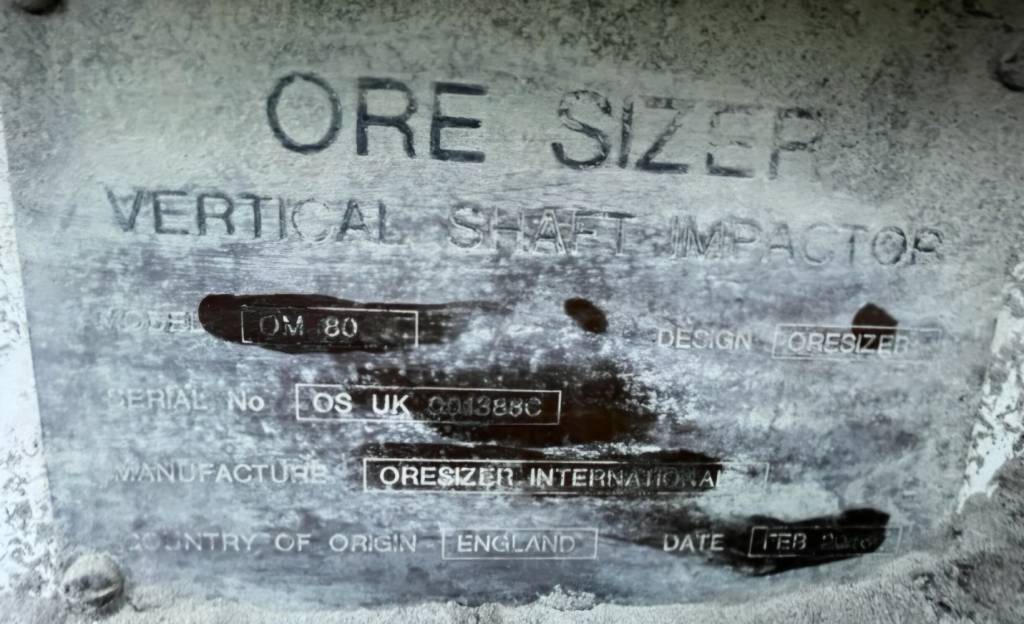 ORE SIZER
VERTICAL SHAFT IMPACTOR
MODEL OM 80 DESIGN ORESIZER
SERIAL No OS UK
MANUFACTURE ORESIZER INTERNATIONAL
COUNTRY OF ORIGIN ENGLAND DATE FEB